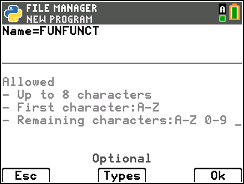 FILE MANAGER
NEW PROGRAM
A
Name=FUNFUNCT
Allowed
- Up to 8 characters
- First character:A-Z
- Remaining characters:A-Z 0-9 _
Optional
Esc
Types
Ok